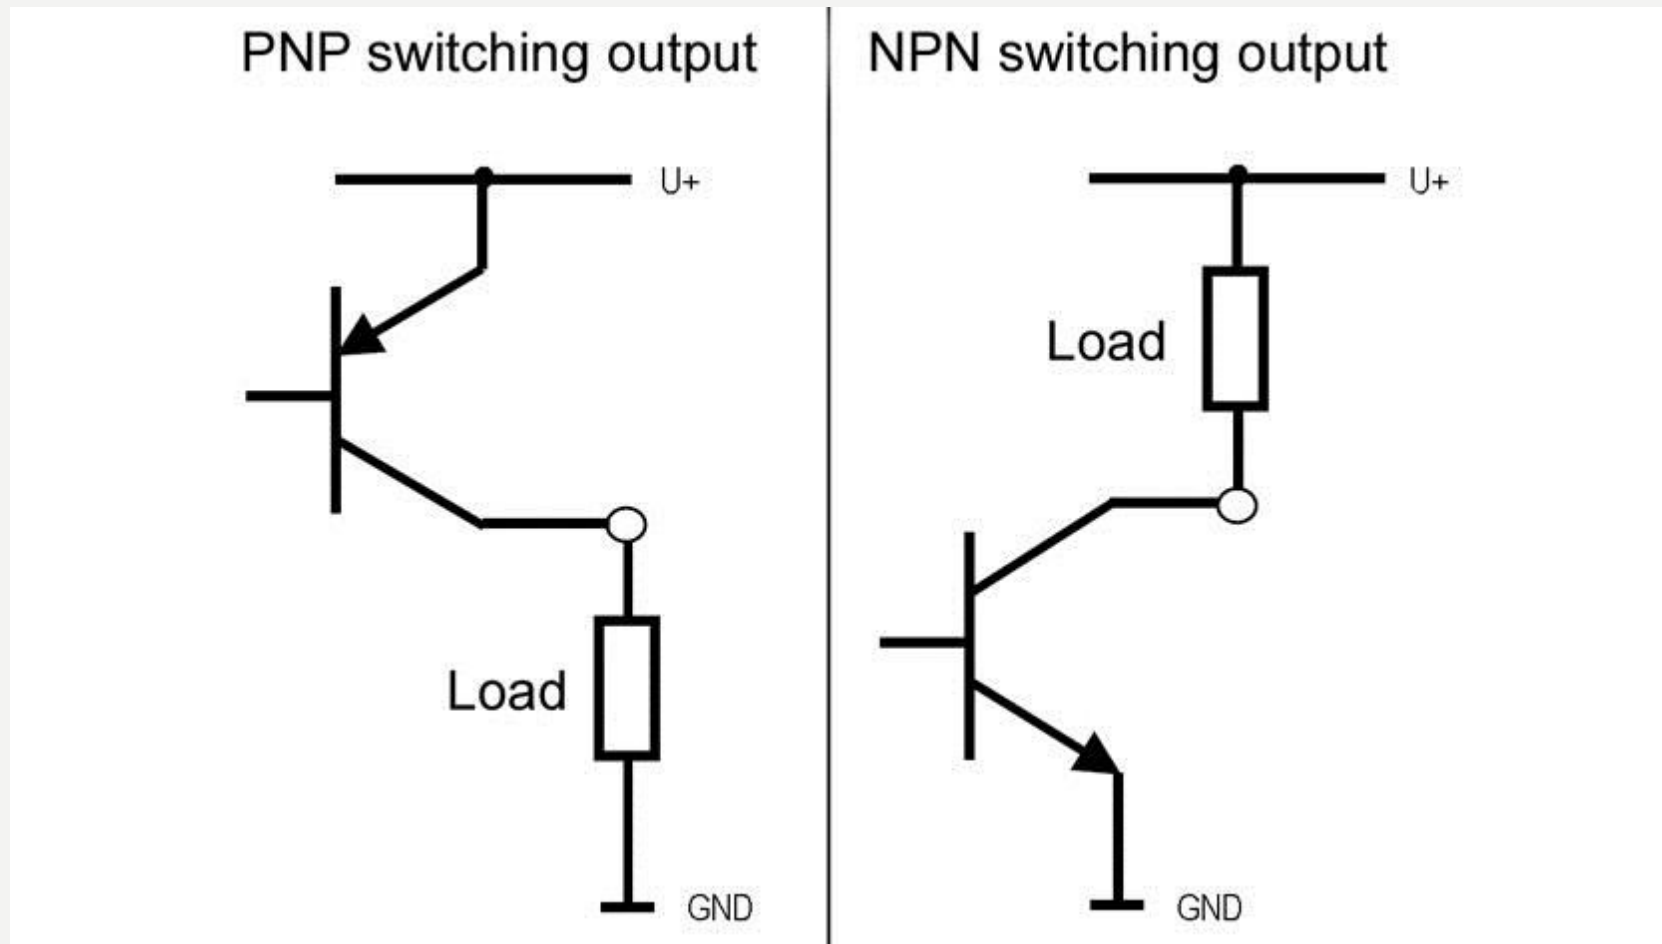 PNP switching output
U+
Load
GND
NPN switching output
U+
Load
GND